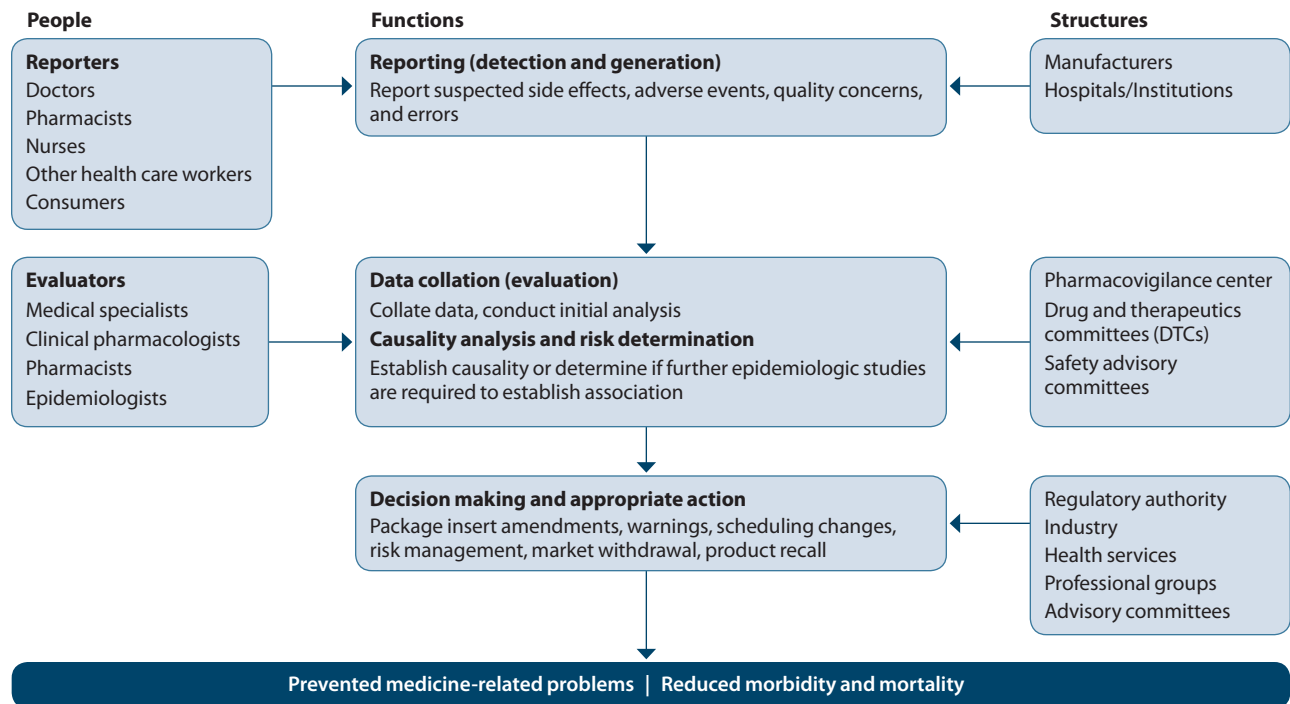 People
Functions
Structures
Reporters
Doctors
Pharmacists
Nurses
Other health care workers
Consumers
Reporting (detection and generation)
Report suspected side effects, adverse events, quality concerns,
and errors
Manufacturers
Hospitals/Institutions
Evaluators
Medical specialists
Clinical pharmacologists
Pharmacists
Epidemiologists
Data collation (evaluation)
Collate data, conduct initial analysis
Causality analysis and risk determination
Establish causality or determine if further epidemiologic studies
are required to establish association
Pharmacovigilance center
Drug and therapeutics
committees (DTCs)
Safety advisory
committees
Decision making and appropriate action
Package insert amendments, warnings, scheduling changes,
risk management, market withdrawal, product recall
Regulatory authority
Industry
Health services
Professional groups
Advisory committees
Prevented medicine-related problems | Reduced morbidity and mortality